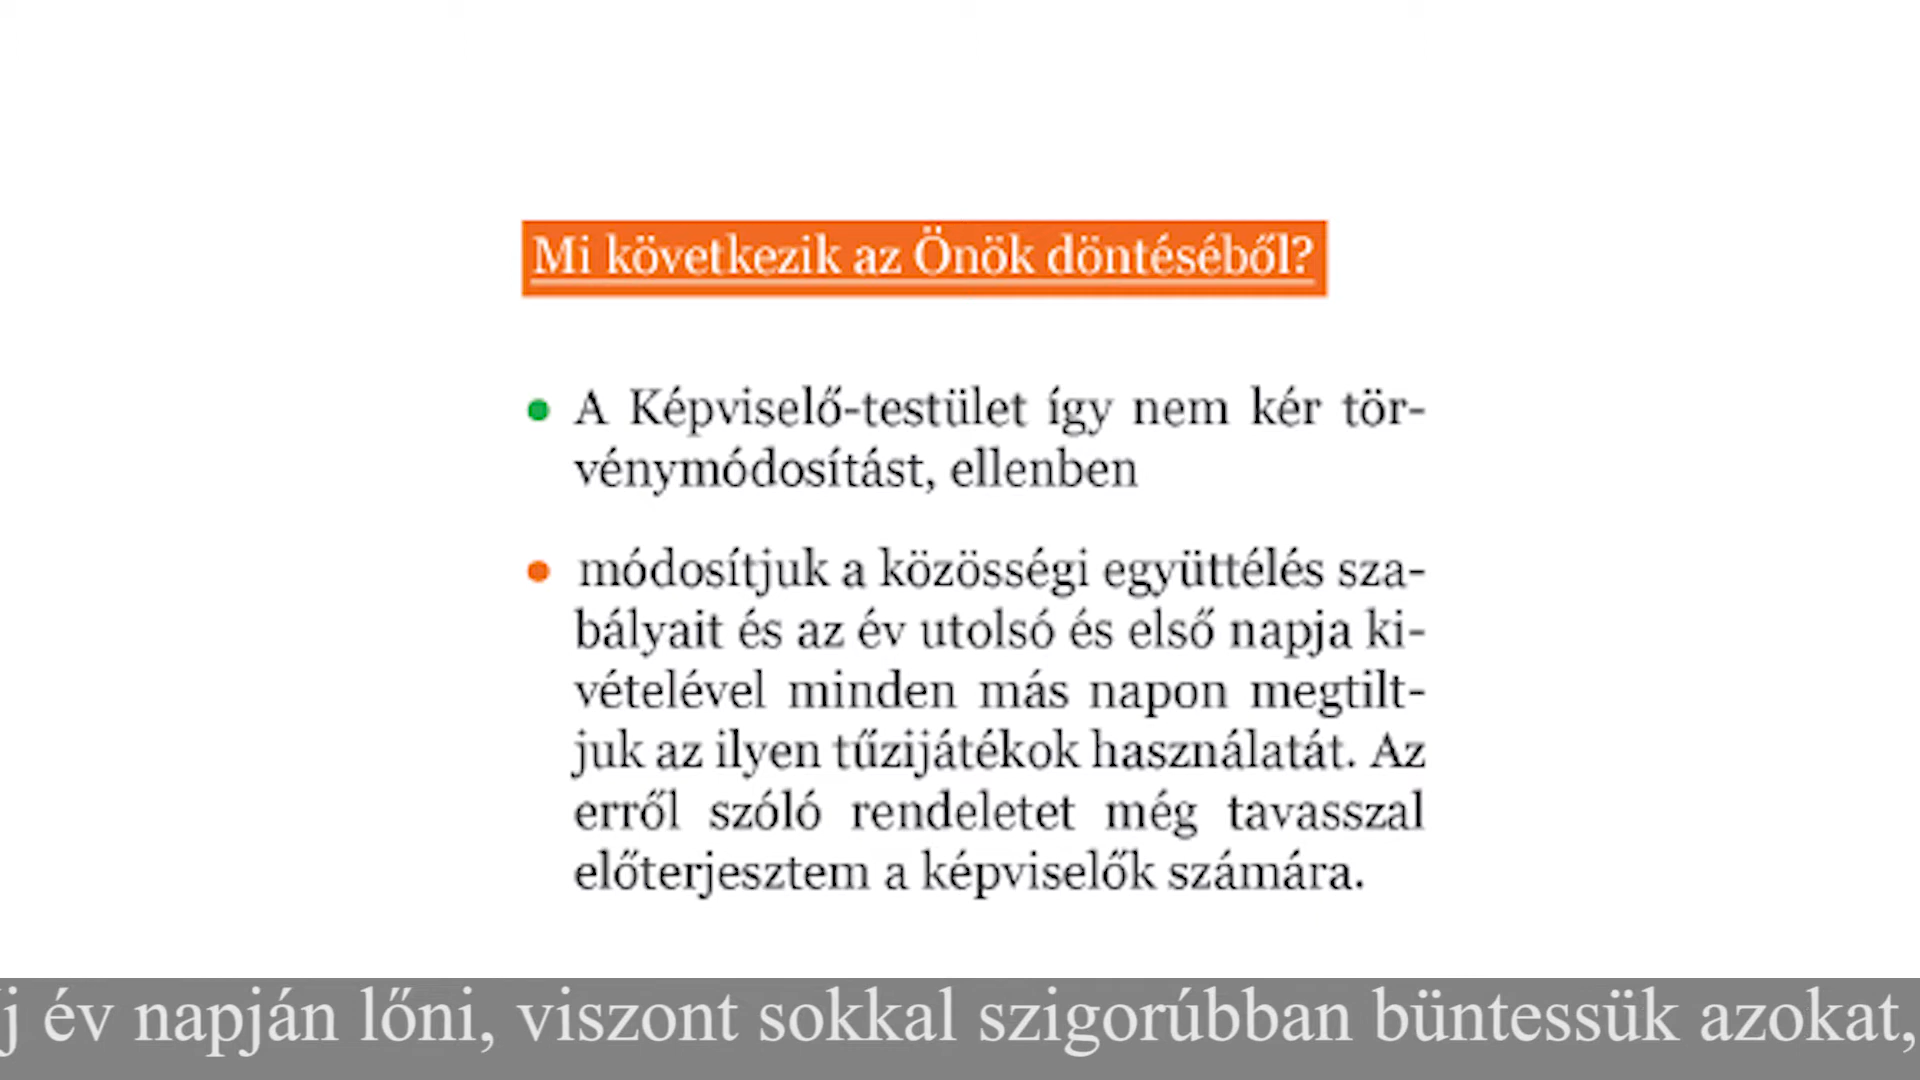 Mi következik az Önök döntéséből?
• A Képviselő-testület így nem kér tör-
vénymódosítást, ellenben
• módosítjuk a közösségi együttélés sza-
bályait és az év utolsó és első napja ki-
vételével minden más napon megtilt-
juk az ilyen tűzijátékok használatát. Az
erről szóló rendeletet még tavasszal
előterjesztem a képviselők számára.
j év napján lőni, viszont sokkal szigorúbban büntessük azokat,